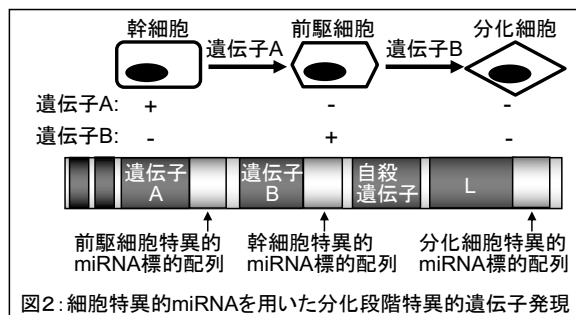 幹細胞 前駆細胞 分化細胞
遺伝子A 遺伝子B
遺伝子A: + - -
遺伝子B: - + -
遺伝子
A
遺伝子
B
自殺
遺伝子
L
前駆細胞特異的
miRNA標的配列
幹細胞特異的
miRNA標的配列
分化細胞特異的
miRNA標的配列
図2:細胞特異的miRNAを用いた分化段階特異的遺伝子発現